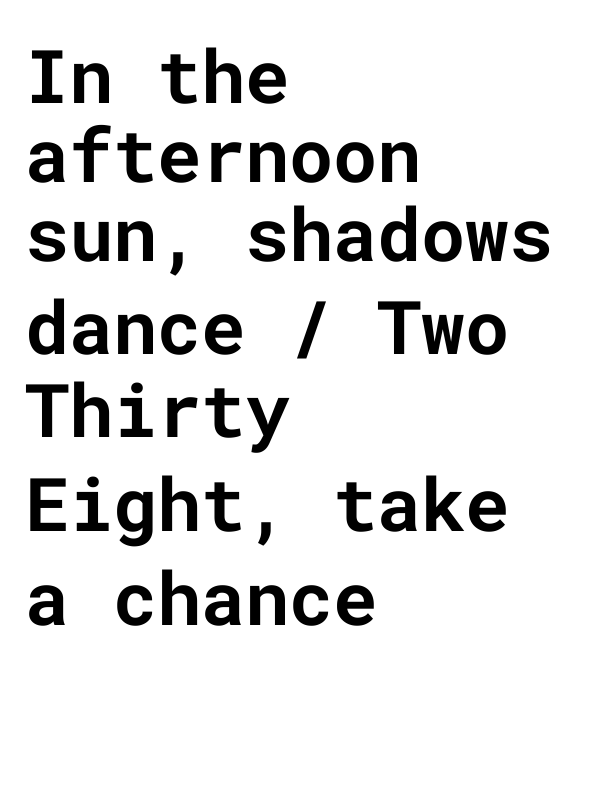 In the
afternoon
sun, shadows
dance / Two
Thirty
Eight, take
a chance